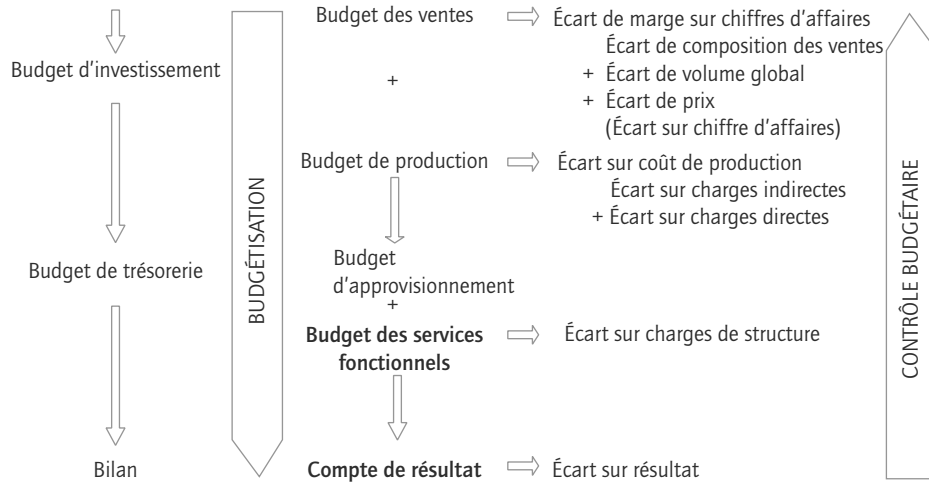 Budget des ventes
Écart de marge sur chiffres d'affaires
Écart de composition des ventes
Budget d'investissement
+
+ Écart de volume global
+ Écart de prix
(Écart sur chiffre d'affaires)
Budget de production
Écart sur coût de production
Écart sur charges indirectes
+ Écart sur charges directes
BUDGÉTISATION
CONTRÔLE BUDGÉTAIRE
Budget de trésorerie
Budget
d'approvisionnement
+
Budget des services
fonctionnels
Écart sur charges de structure
Bilan
Compte de résultat
Écart sur résultat